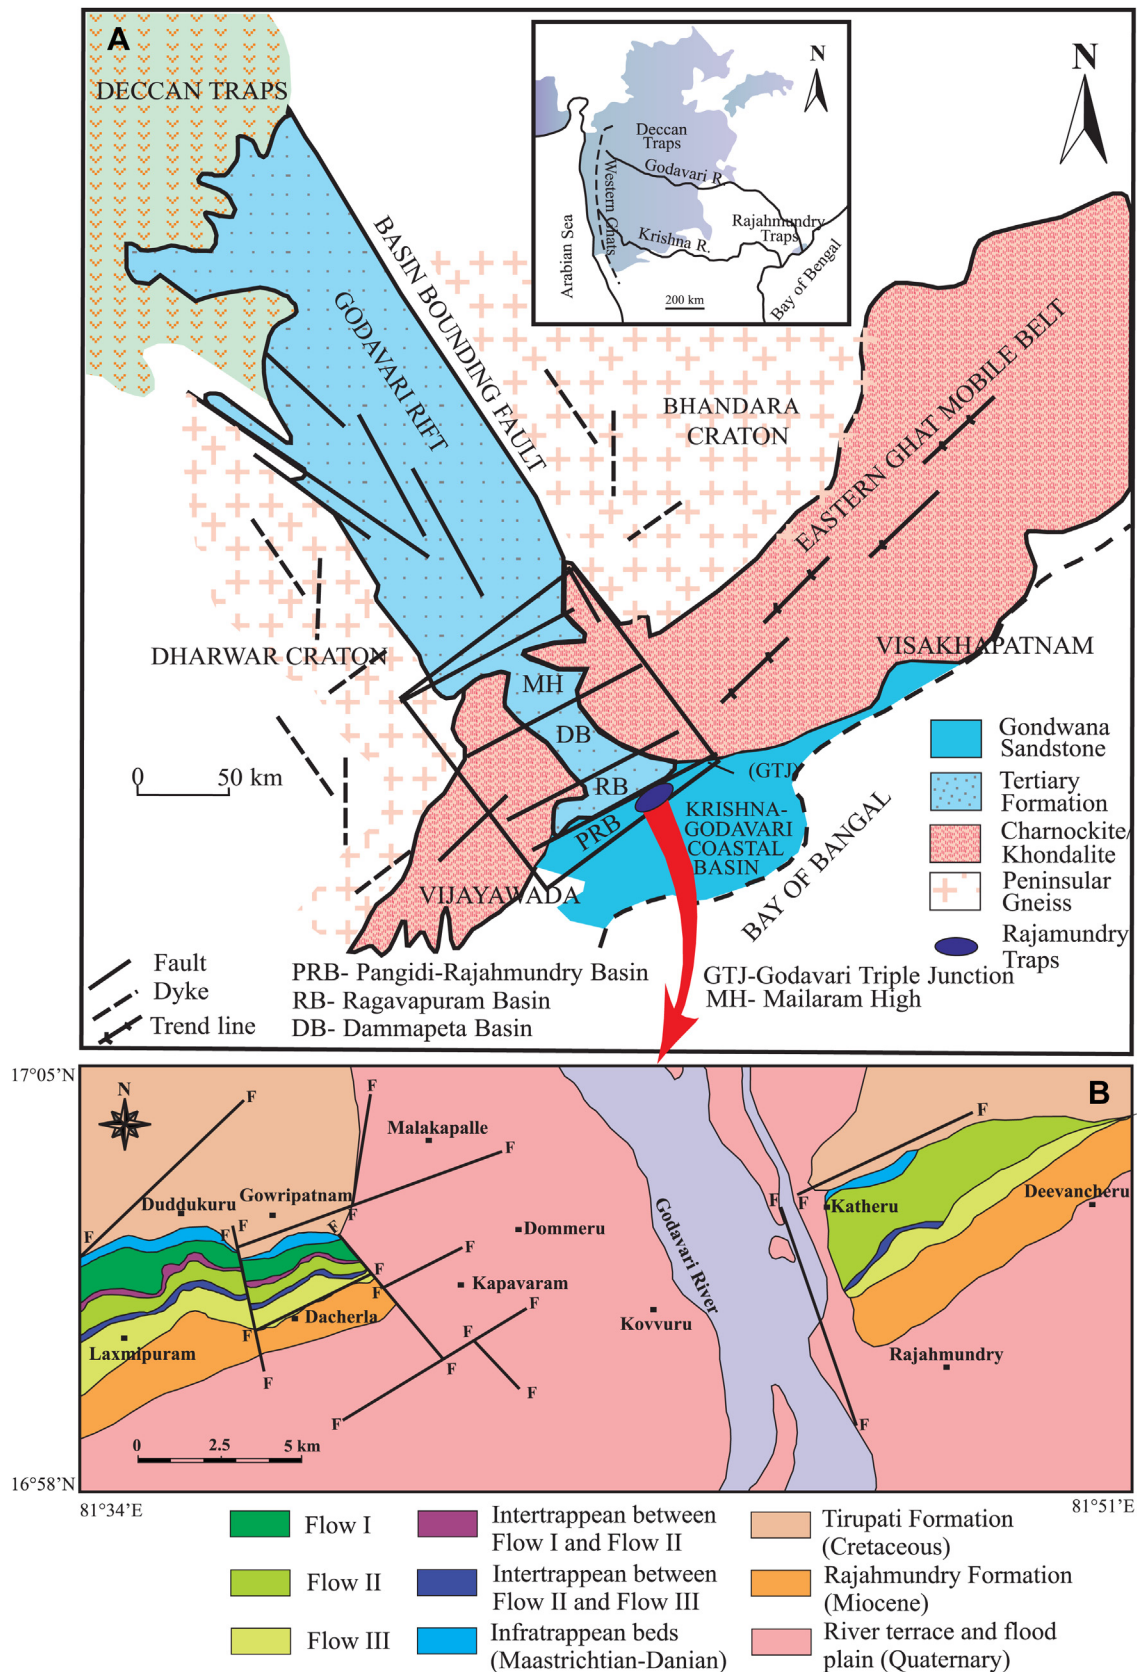 A
DECCAN TRAPS
N
Deccan
Traps
Godavari R.
Western Ghats
Rajahmundry
Traps
Krishna R.
Arabian Sea
Bay of Bengal
200 km
N
BASIN BOUNDING FAULT
GODAVARI RIFT
BHANDARA
CRATON
EASTERN GHAT MOBILE BELT
DHARWAR CRATON
VISAKHAPATNAM
MH
DB
RB
PRB
(GTJ)
KRISHNA-
GODAVARI
COASTAL
BASIN
BAY OF BANGAL
VIJAYAWADA
0 50 km
Gondwana
Sandstone
Tertiary
Formation
Charnockite/
Khondalite
Peninsular
Gneiss
Rajamundry
Traps
Fault
Dyke
Trend line
PRB- Pangidi-Rajahmundry Basin
RB- Ragavapuram Basin
DB- Dammapeta Basin
GTJ-Godavari Triple Junction
MH- Mailaram High
17°05'N
B
N
F
F
F
Malakapalle
F
Duddukuru
Gowripatnam
F
F
F
F
F
F
F
Katheru
Deevancheru
Dommeru
F
Godavari River
F
F
Kapavaram
F
Dacherla
Kovvuru
F
F
Laxmipuram
F
F
F
F
F
Rajahmundry
0 2.5 5 km
16°58'N
81°34'E
81°51'E
Flow I
Flow II
Flow III
Intertrappean between
Flow I and Flow II
Intertrappean between
Flow II and Flow III
Infratrappean beds
(Maastrichtian-Danian)
Tirupati Formation
(Cretaceous)
Rajahmundry Formation
(Miocene)
River terrace and flood
plain (Quaternary)